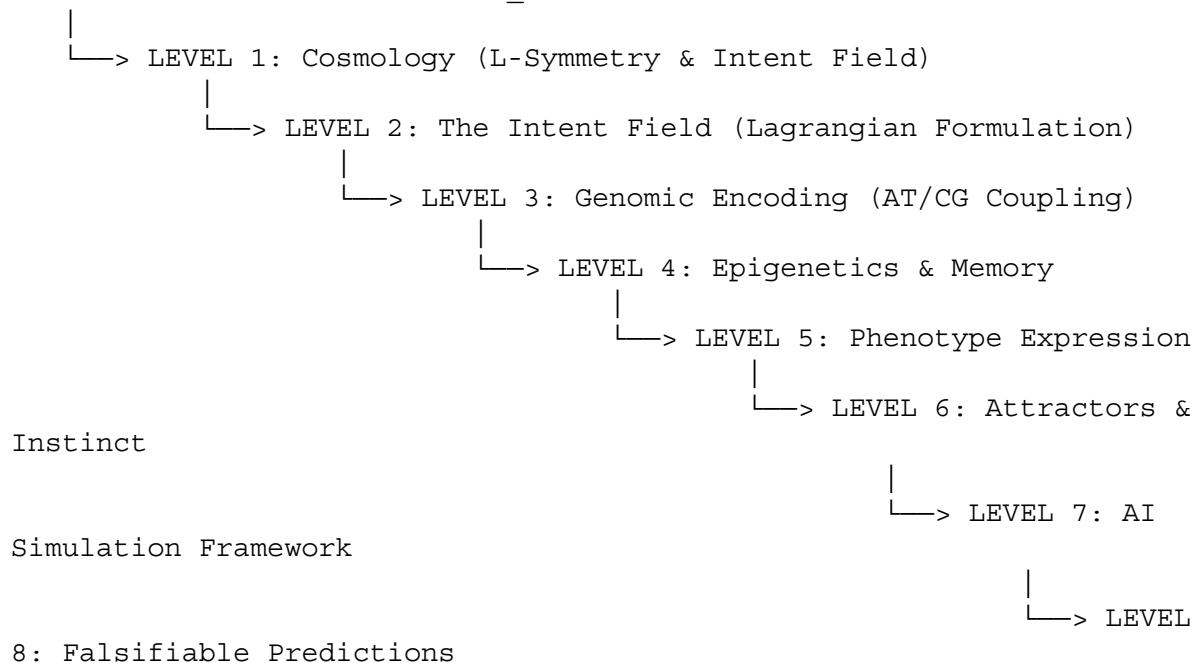 └──> LEVEL 1: Cosmology (L-Symmetry & Intent Field)
└──> LEVEL 2: The Intent Field (Lagrangian Formulation)
└──> LEVEL 3: Genomic Encoding (AT/CG Coupling)
└──> LEVEL 4: Epigenetics & Memory
└──> LEVEL 5: Phenotype Expression
└──> LEVEL 6: Attractors &
Instinct
└──> LEVEL 7: AI
Simulation Framework
└──> LEVEL
8: Falsifiable Predictions